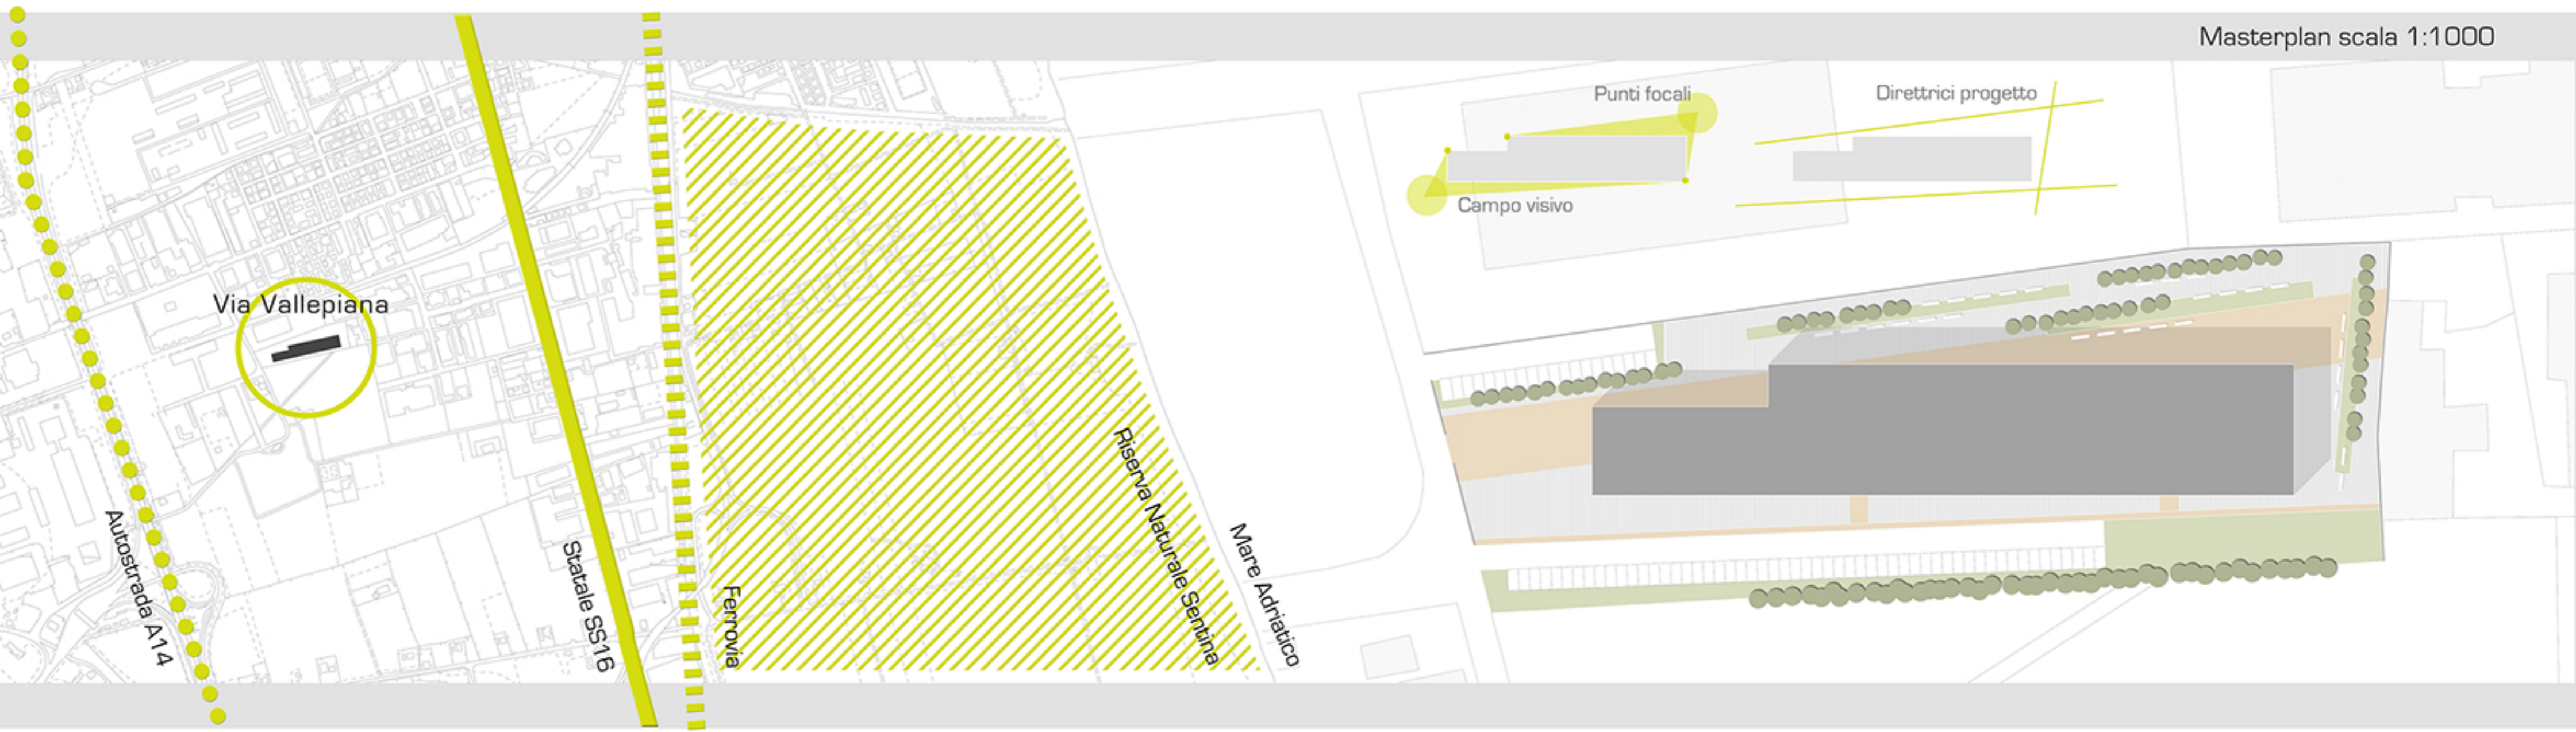 Masterplan scala 1:1000
Via Vallepiana
Autostrada A14
Statale SS16
Ferrovia
Riserva Naturale Sentina
Mare Adriatico
Punti focali
Campo visivo
Direttrici progetto